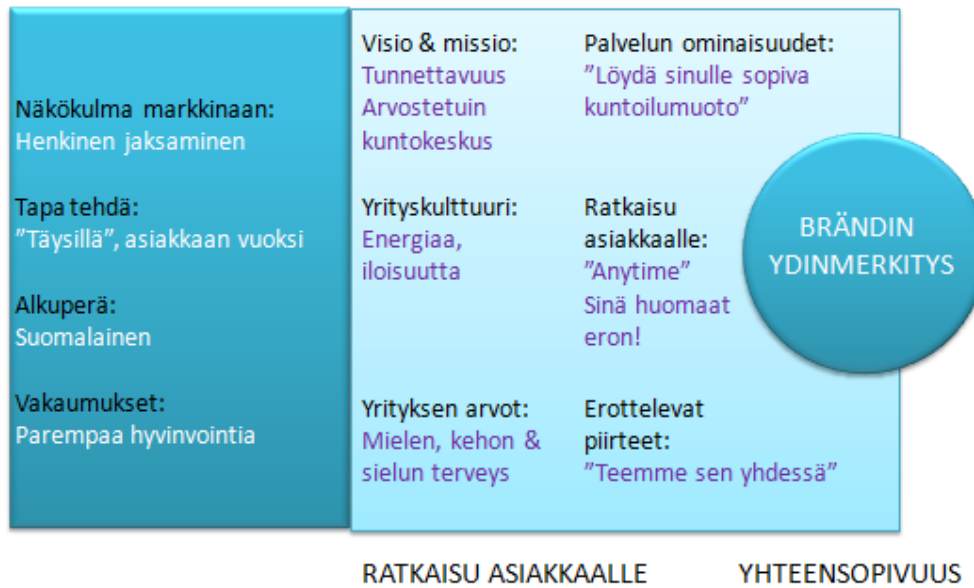 Näkökulma markkinaan:
Henkinen jaksaminen
Tapa tehdä:
”Täysillä”, asiakkaan vuoksi
Alkuperä:
Suomalainen
Vakaumukset:
Parempaa hyvinvointia
Visio & missio:
Tunnettavuus
Arvostetuin
kuntokeskus
Yrityskulttuuri:
Energiaa,
iloisuutta
Yrityksen arvot:
Mielen, kehon &
sielun terveys
Palvelun ominaisuudet:
”Löydä sinulle sopiva
kuntoilumuoto”
Ratkaisu
asiakkaalle:
”Anytime”
Sinä huomaat
eron!
Erottelevat
piirteet:
”Teemme sen yhdessä”
BRÄNDIN
YDINMERKITYS
RATKAISU ASIAKKAALLE
YHTEENSOPIVUUS